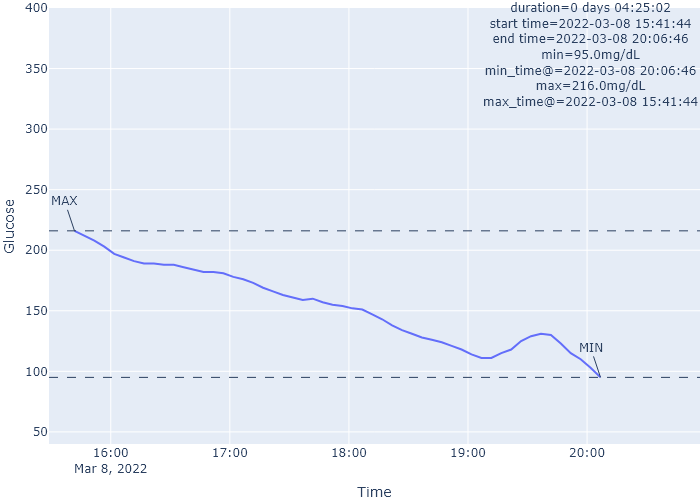 duration=0 days 04:25:02
start time=2022-03-08 15:41:44
end time=2022-03-08 20:06:46
min=95.0mg/dL
min_time@=2022-03-08 20:06:46
max=216.0mg/dL
max_time@=2022-03-08 15:41:44
400
350
300
250
200
150
100
50
Glucose
MAX
MIN
16:00
17:00
18:00
19:00
20:00
Mar 8, 2022
Time